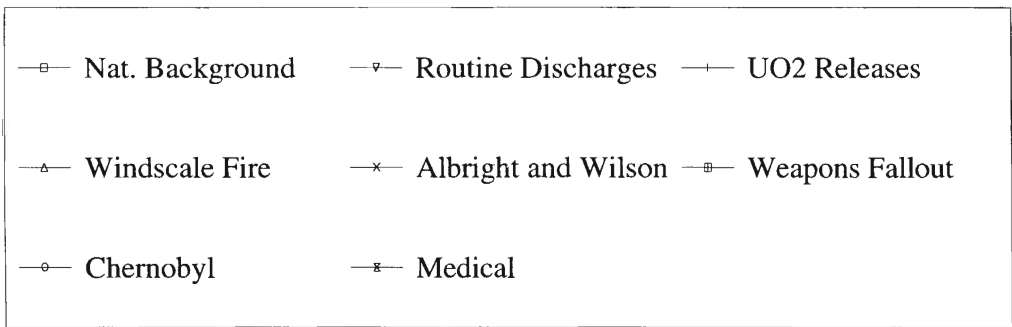 Nat. Background Routine Discharges UO2 Releases
Windscale Fire Albright and Wilson Weapons Fallout
Chernobyl Medical